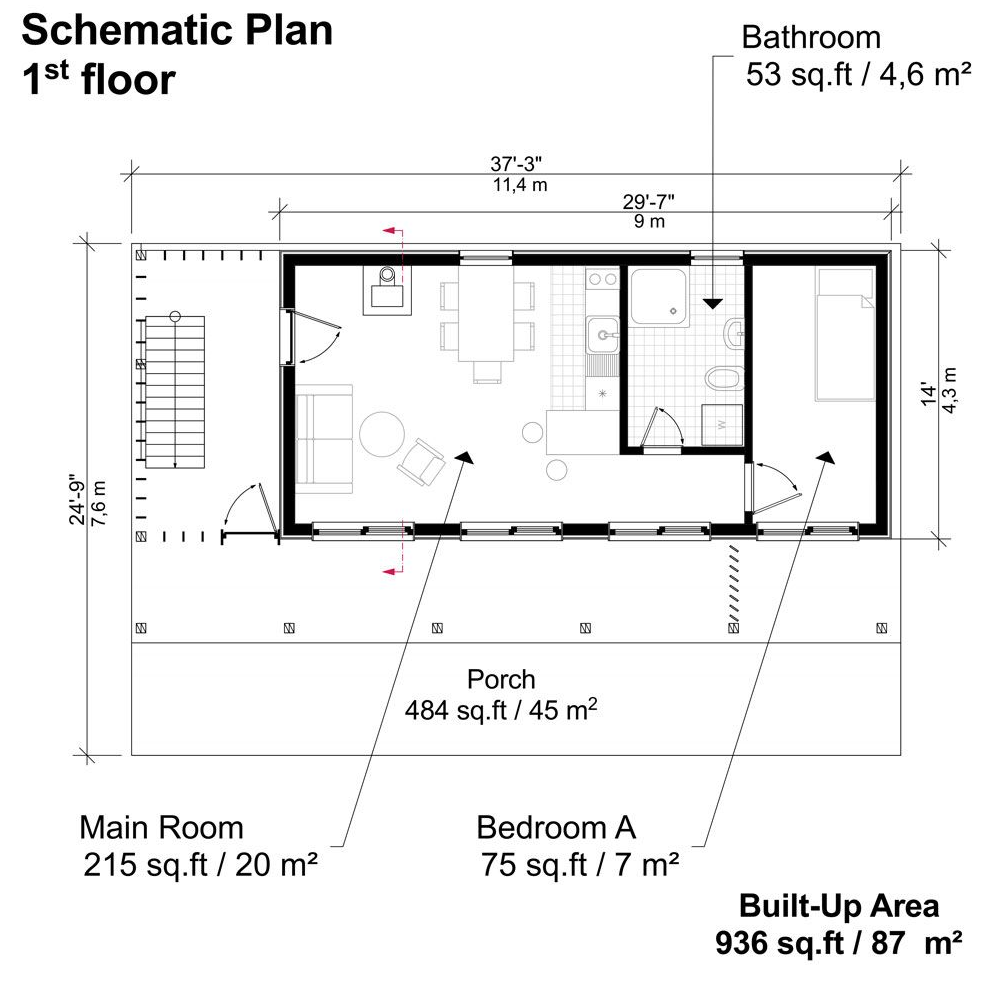 Schematic Plan
1st floor
Bathroom
53 sq.ft / 4,6 m²
37'-3"
11,4 m
29'-7"
9 m
14'
4,3 m
24'-9"
7,6 m
W
Porch
484 sq.ft / 45 m²
Main Room
215 sq.ft / 20 m²
Bedroom A
75 sq.ft / 7 m²
Built-Up Area
936 sq.ft / 87 m²